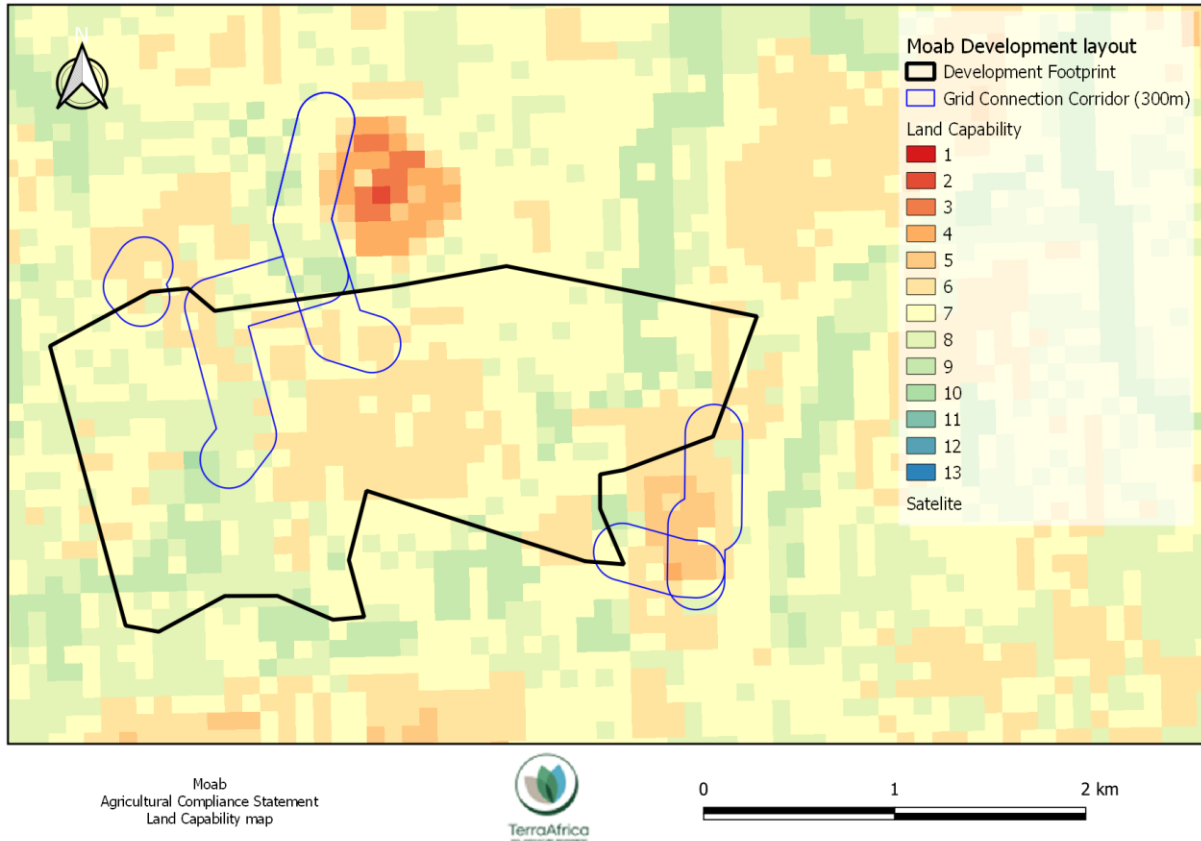 N
Moab Development layout
Development Footprint
Grid Connection Corridor (300m)
Land Capability
1
2
3
4
5
6
7
8
9
10
11
12
13
Satelite
Moab
Agricultural Compliance Statement
Land Capability map
TerraAfrica
0 1 2 km